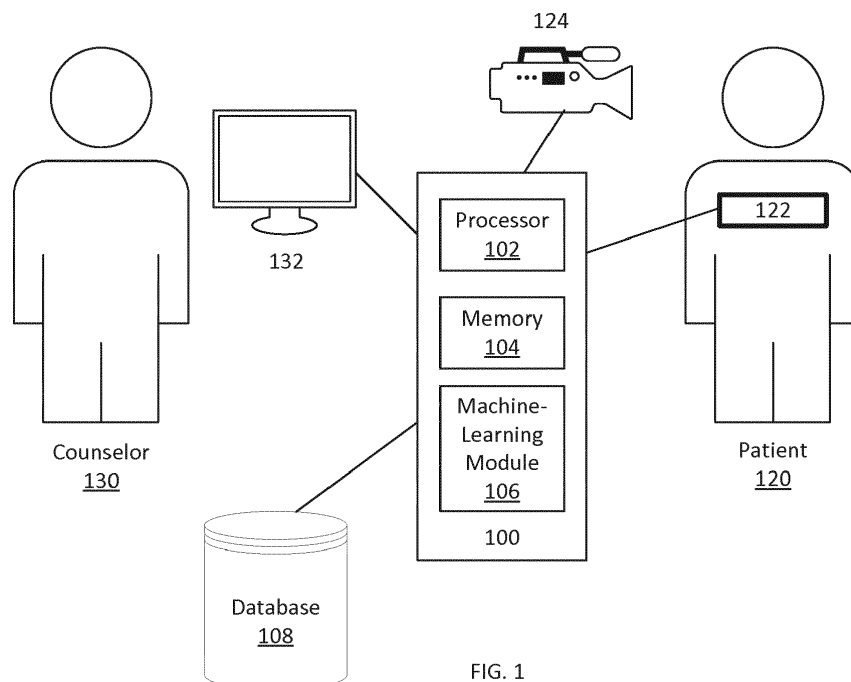 124
132
Processor
102
122
Memory
104
Machine-
Learning
Module
106
100
Counselor
130
Patient
120
Database
108
FIG. 1